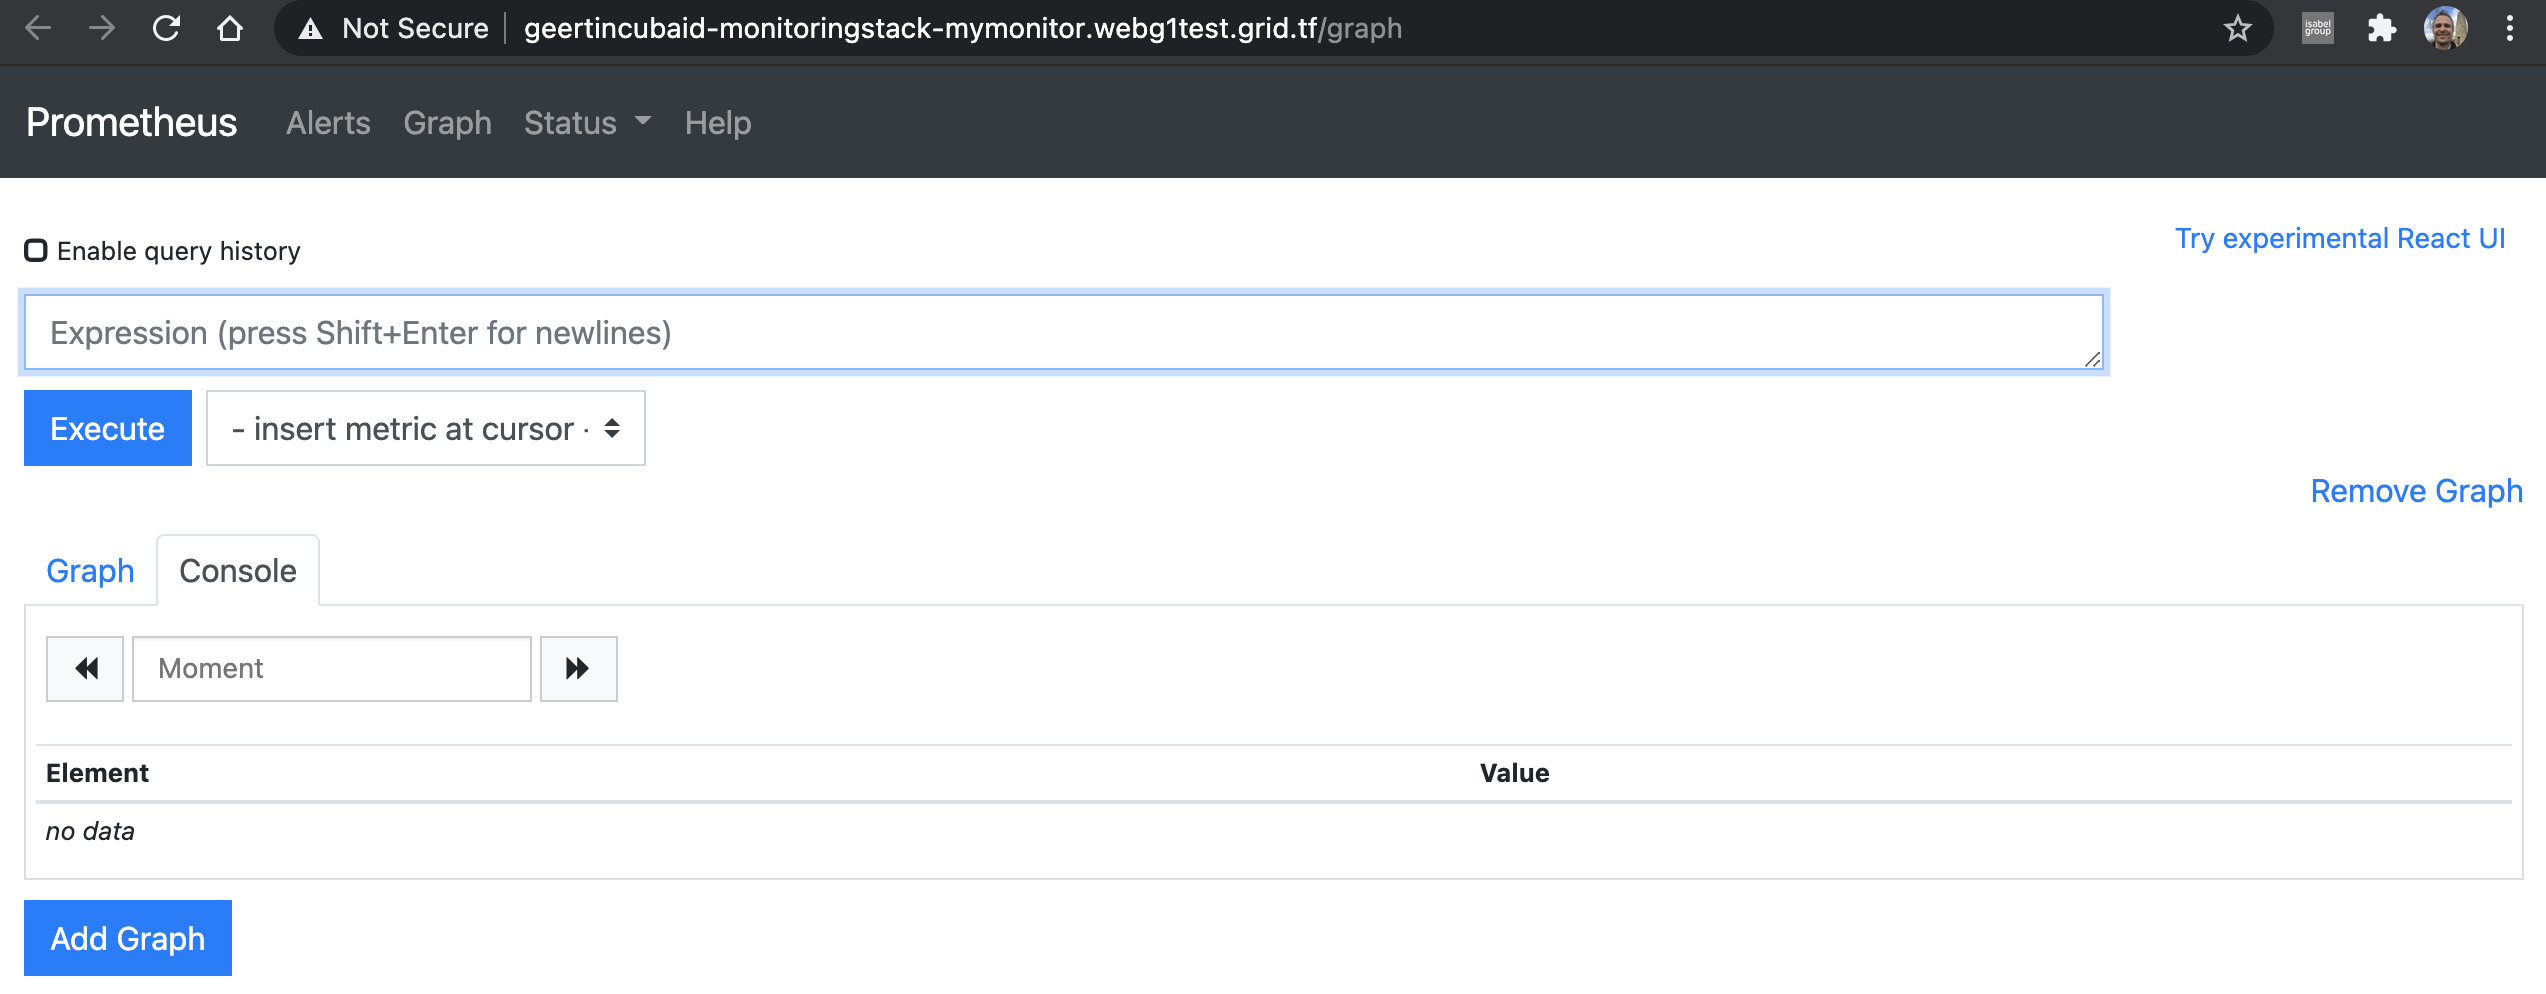 Not Secure geertincubaid-monitoringstack-mymonitor.webg1test.grid.tf/graph
isabel
group
Prometheus Alerts Graph Status Help
Enable query history
Try experimental React UI
Expression (press Shift+Enter for newlines)
Execute - insert metric at cursor -
Remove Graph
Graph Console
Moment
Element Value
no data
Add Graph